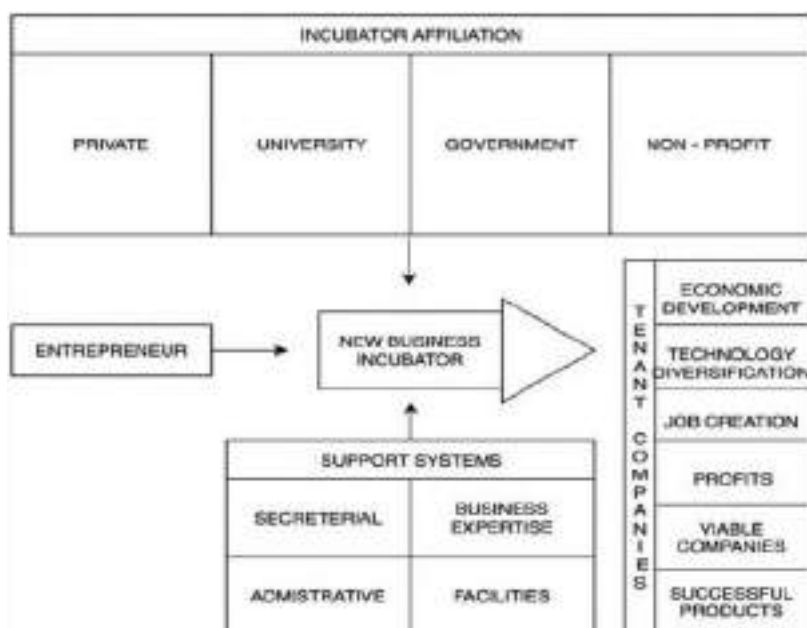 INCUBATOR AFFILIATION
PRIVATE
UNIVERSITY
GOVERNMENT
NON - PROFIT
ENTREPRENEUR
NEW BUSINESS
INCUBATOR
SUPPORT SYSTEMS
SECRETERIAL
BUSINESS
EXPERTISE
ADMISTRATIVE
FACILITIES
TENANT COMPANIES
ECONOMIC
DEVELOPMENT
TECHNOLOGY
DIVERSIFICATION
JOB CREATION
PROFITS
VIABLE
COMPANIES
SUCCESSFUL
PRODUCTS